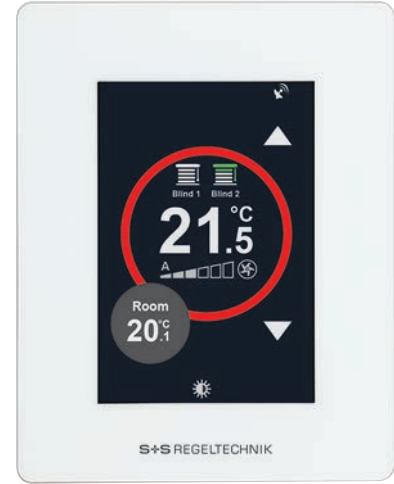 Blind 1 Blind 2
21.5 °C
A
Room
20.1 °C
S+S REGELTECHNIK